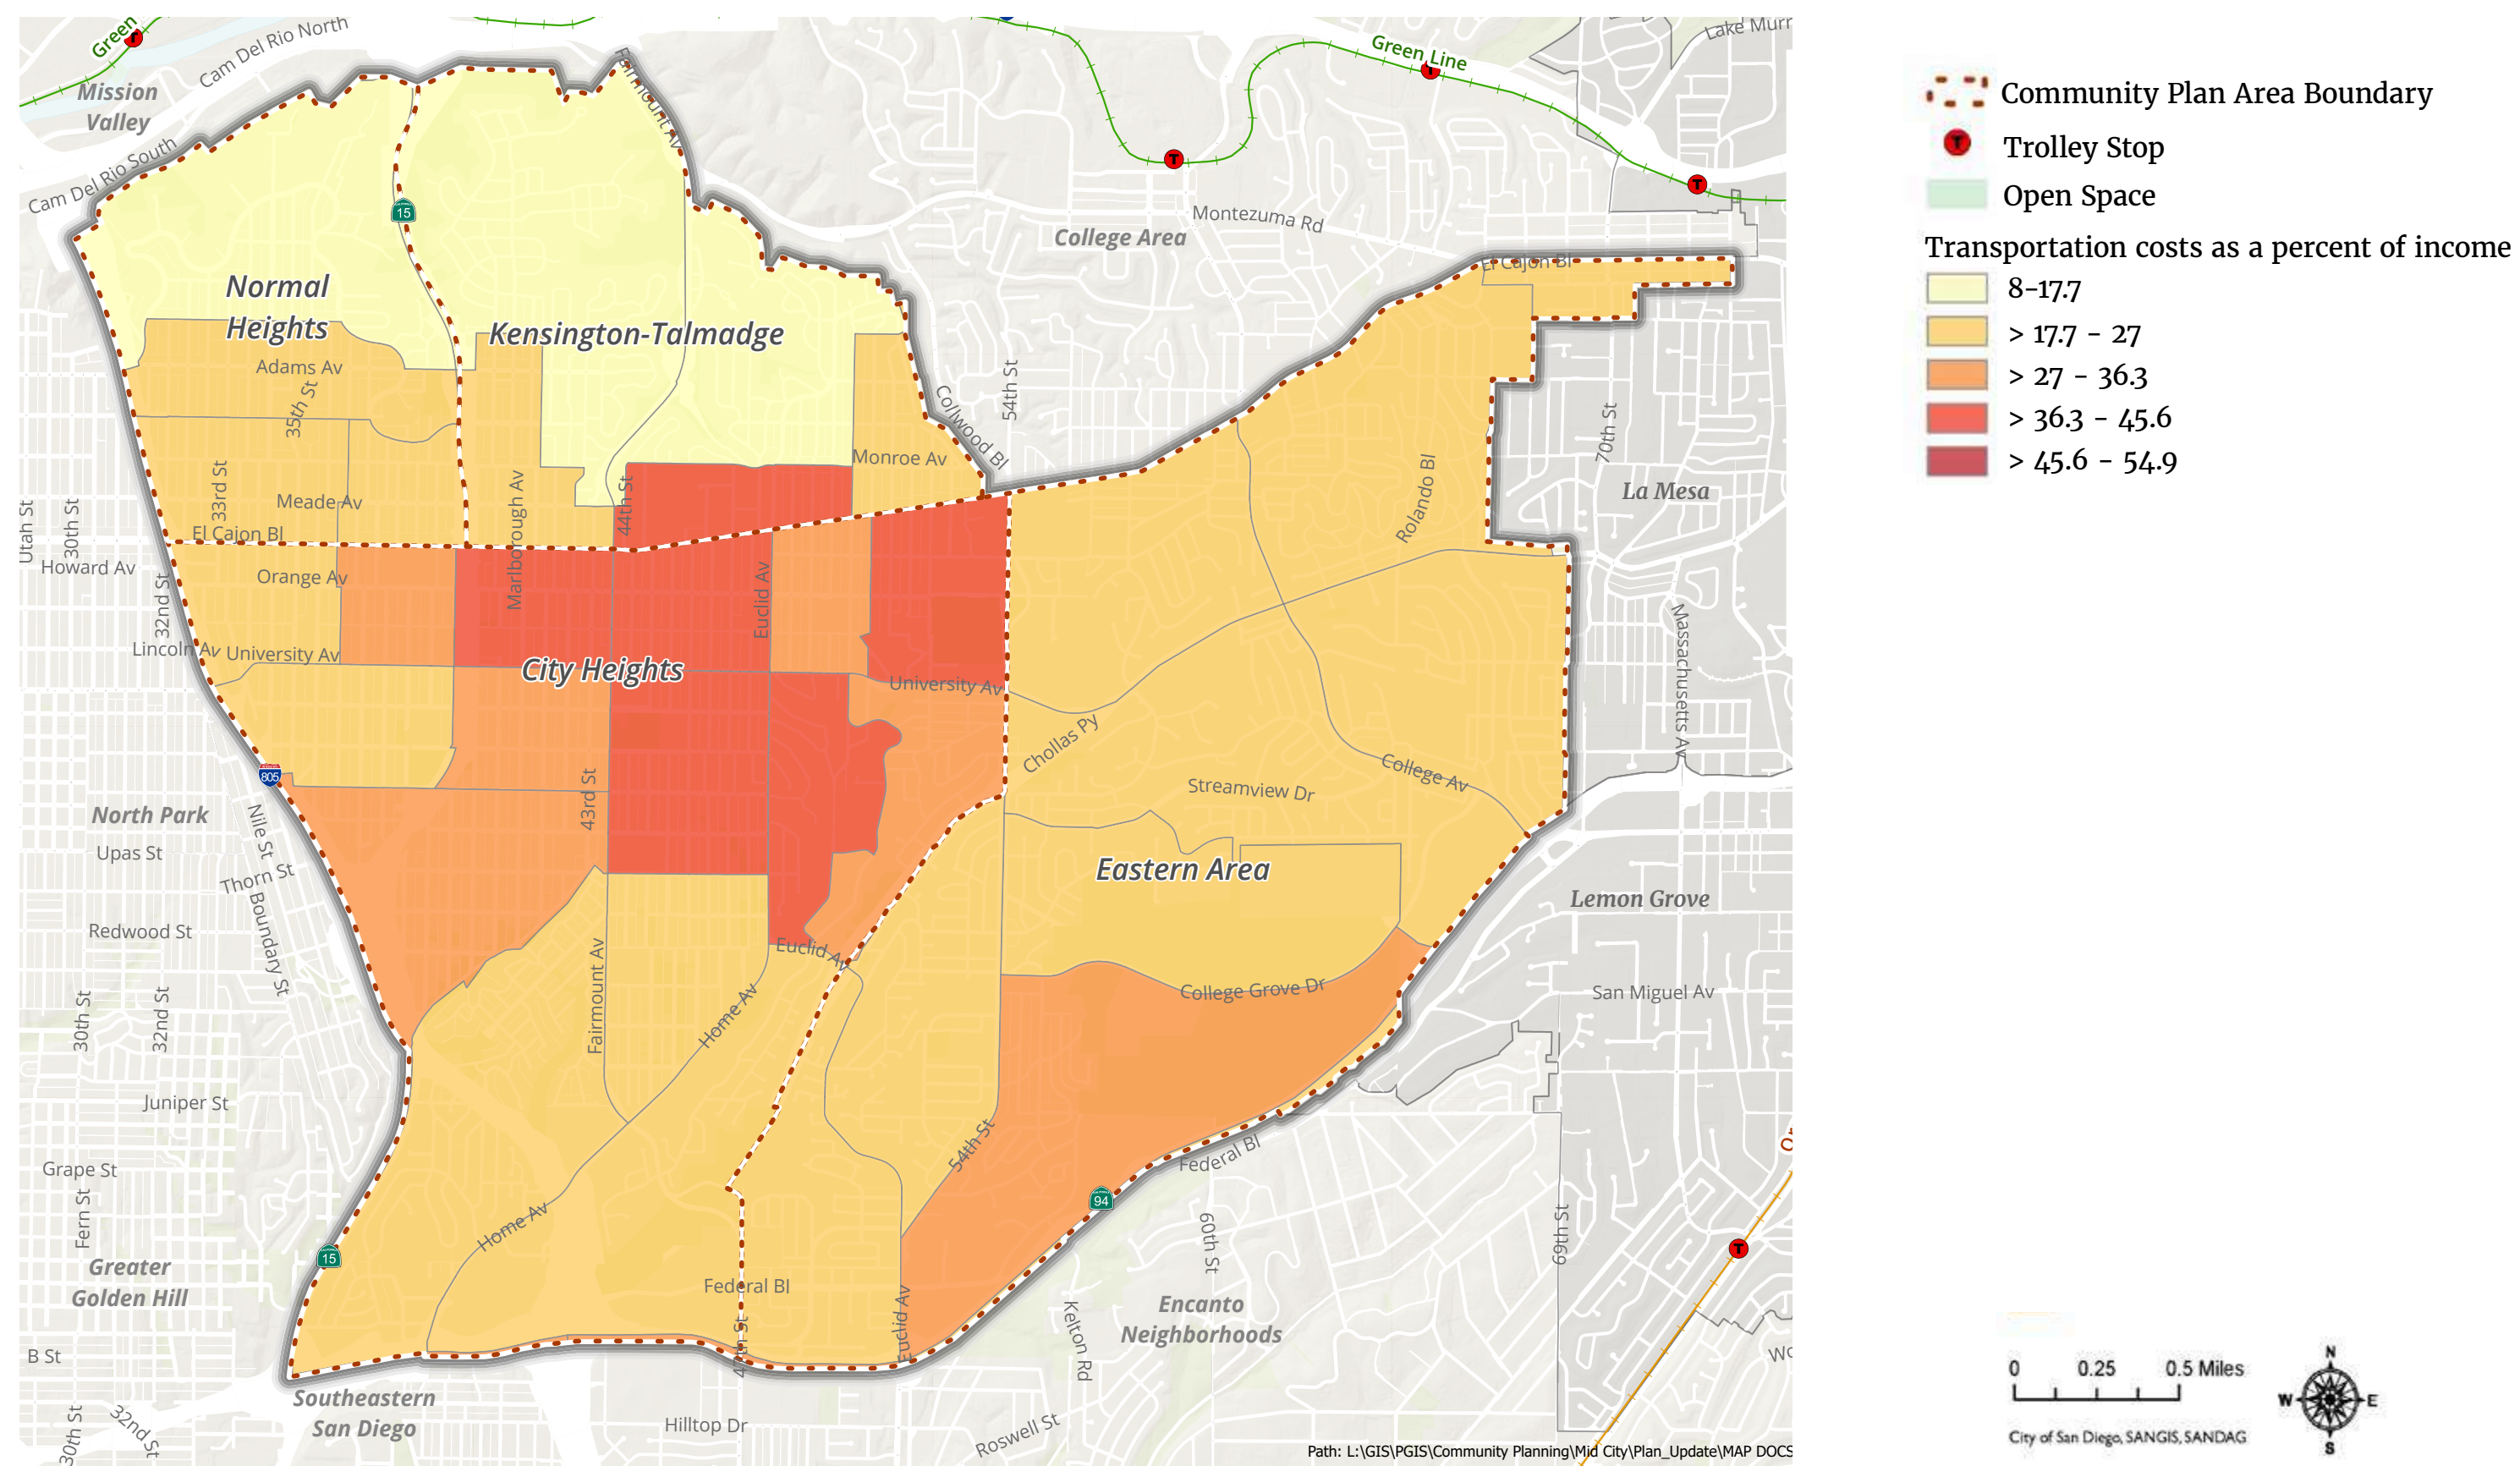 Green
Cam Del Rio North
Mission
Valley
Cam Del Rio South
Fairmount Av
Green Line
Lake Murr
15
Montezuma Rd
College Area
Normal
Heights
Kensington-Talmadge
El Cajon Bl
Adams Av
35th St
Collwood Bl
54th St
70th St
Rolando Bl
Monroe Av
La Mesa
33rd St
Meade Av
Marlborough Av
44th St
El Cajon Bl
Utah St
30th St
Howard Av
Orange Av
32nd St
Euclid Av
Massachusetts Av
Lincoln Av
University Av
City Heights
University Av
Chollas Py
805
College Av
Streamview Dr
43rd St
North Park
Nile St
Upas St
Thorn St
Boundary St
Eastern Area
Lemon Grove
Redwood St
Euclid Av
Fairmount Av
Home Av
College Grove Dr
San Miguel Av
30th St
32nd St
Juniper St
54th St
Federal Bl
Grape St
Fern St
94
60th St
69th St
Home Av
15
Greater
Golden Hill
Federal Bl
Euclid Av
Kelton Rd
Encanto
Neighborhoods
B St
Southeastern
San Diego
30th St
32nd St
Hilltop Dr
Roswell St
Path: L:\GIS\PGIS\Community Planning\Mid City\Plan_Update\MAP DOCS
Community Plan Area Boundary
T Trolley Stop
Open Space
Transportation costs as a percent of income
8-17.7
> 17.7 - 27
> 27 - 36.3
> 36.3 - 45.6
> 45.6 - 54.9
0 0.25 0.5 Miles
City of San Diego, SANGIS, SANDAG
N
W E
S